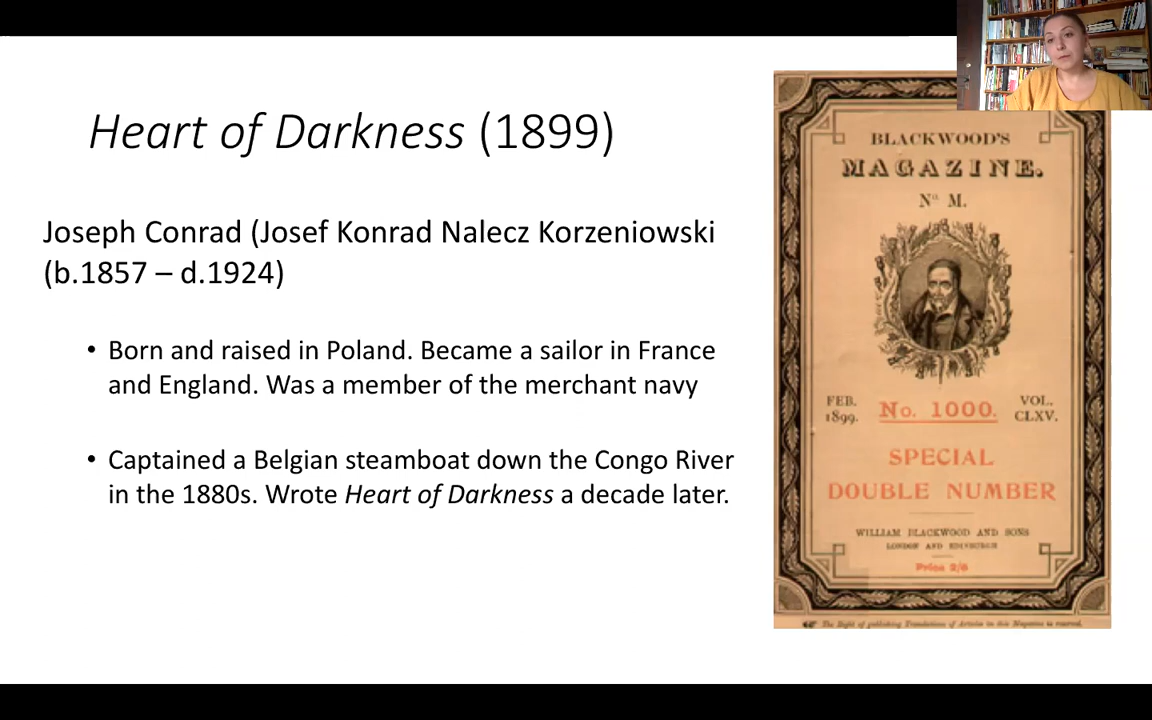 Heart of Darkness (1899)
Joseph Conrad (Josef Konrad Nalecz Korzeniowski
(b.1857 – d.1924)
• Born and raised in Poland. Became a sailor in France
and England. Was a member of the merchant navy
• Captained a Belgian steamboat down the Congo River
in the 1880s. Wrote Heart of Darkness a decade later.
BLACKWOOD'S
MAGAZINE.
No. M.
FEB.
1899.
No. 1000.
VOL.
CLXV.
SPECIAL
DOUBLE NUMBER
WILLIAM BLACKWOOD AND SONS
LONDON AND EDINBURGH
Price 2/6
The Right of publishing Translations of Articles in this Magazine is reserved.